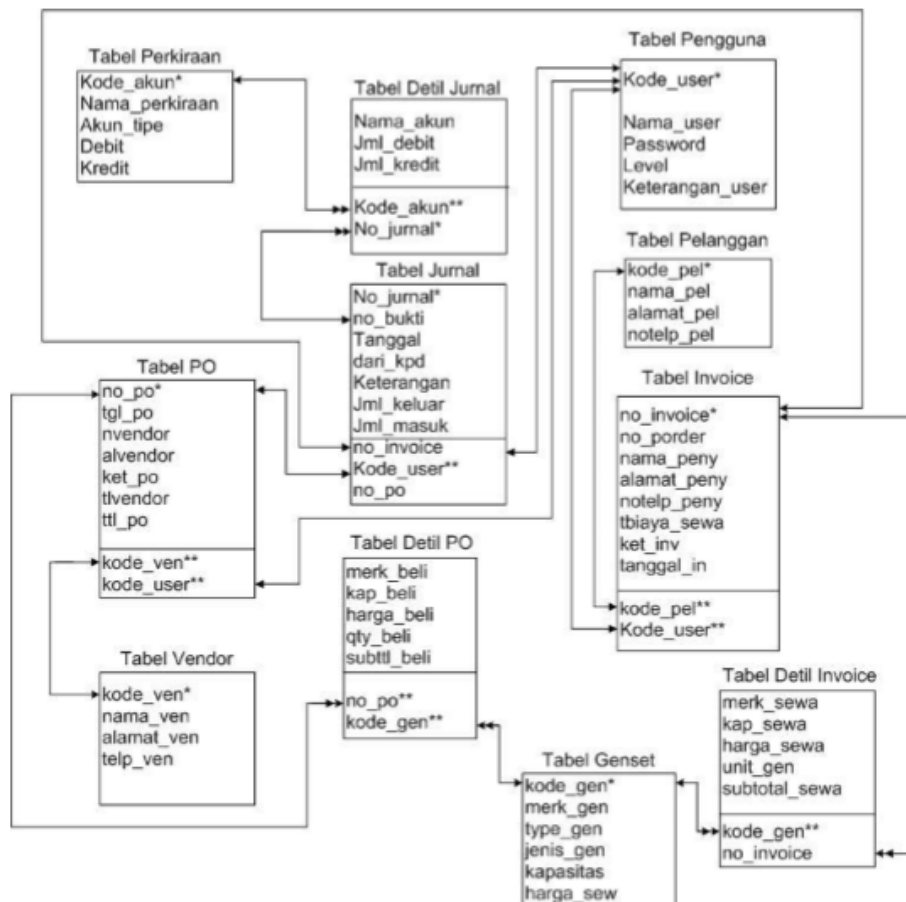 Tabel Perkiraan
Kode_akun*
Nama_perkiraan
Akun_tipe
Debit
Kredit
Tabel Detil Jurnal
Nama_akun
Jml_debit
Jml_kredit
Kode_akun**
No_jurnal*
Tabel Pengguna
Kode_user*
Nama_user
Password
Level
Keterangan_user
Tabel Pelanggan
kode_pel*
nama_pel
alamat_pel
notelp_pel
Tabel Jurnal
No_jurnal*
no_bukti
Tanggal
dari_kpd
Keterangan
Jml_keluar
Jml_masuk
no_invoice
Kode_user**
no_po
Tabel PO
no_po*
tgl_po
nvendor
alvendor
ket_po
tlvendor
ttl_po
kode_ven**
kode_user**
Tabel Invoice
no_invoice*
no_porder
nama_peny
alamat_peny
notelp_peny
tbiaya_sewa
ket_inv
tanggal_in
kode_pel**
Kode_user**
Tabel Detil PO
merk_beli
kap_beli
harga_beli
qty_beli
subttl_beli
no_po**
kode_gen**
Tabel Vendor
kode_ven*
nama_ven
alamat_ven
telp_ven
Tabel Genset
kode_gen*
merk_gen
type_gen
jenis_gen
kapasitas
harga_sew
Tabel Detil Invoice
merk_sewa
kap_sewa
harga_sewa
unit_gen
subtotal_sewa
kode_gen**
no_invoice